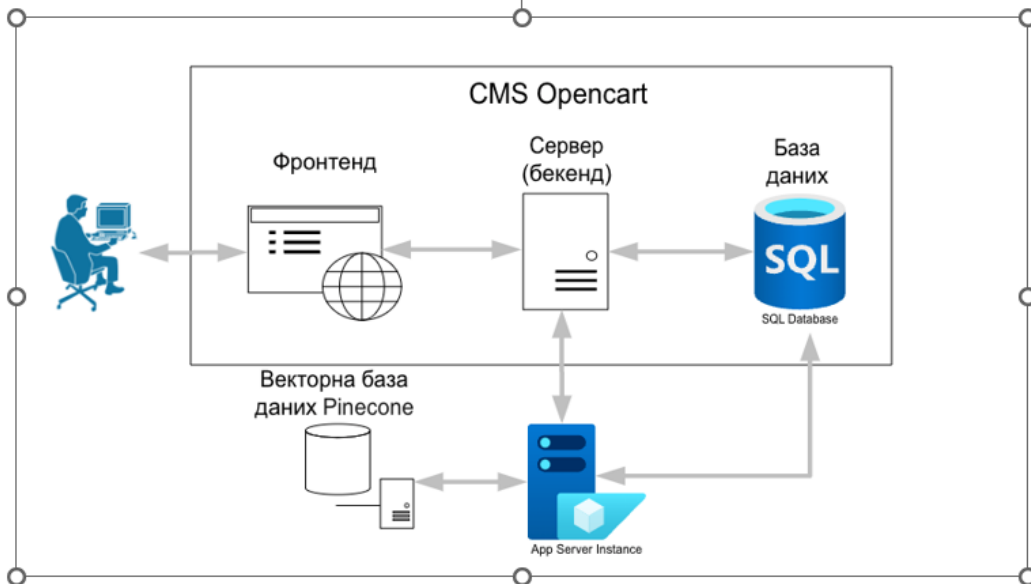 CMS Opencart
Фронтенд
Сервер
(бекенд)
База
даних
SQL
SQL Database
Векторна база
даних Pinecone
App Server Instance